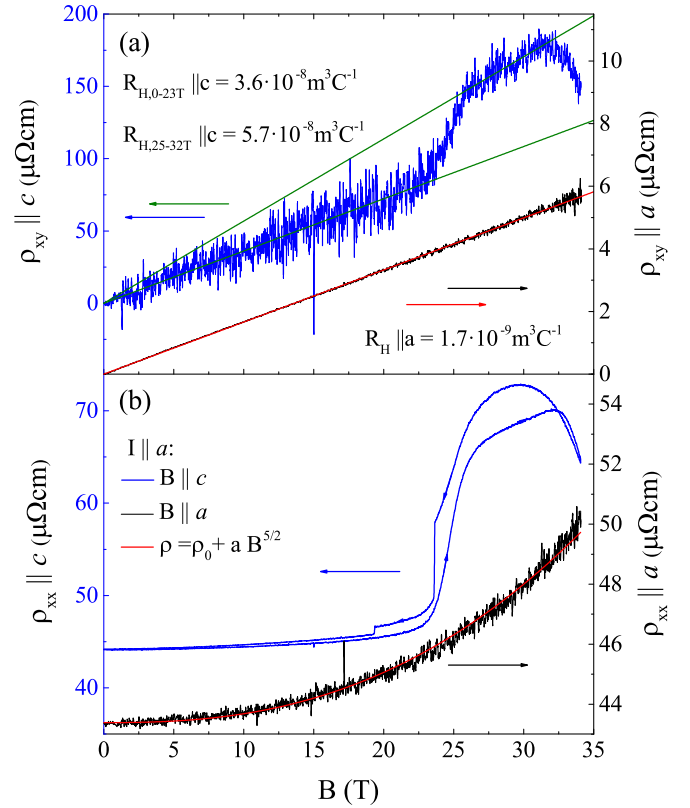 (a)
R_H,0-23T ||c = 3.6·10^-8 m^3C^-1
R_H,25-32T ||c = 5.7·10^-8 m^3C^-1
R_H ||a = 1.7·10^-9 m^3C^-1
200
150
100
50
0
ρ_xy || c (μΩcm)
10
8
6
4
2
0
ρ_xy || a (μΩcm)
(b)
I || a:
B || c
B || a
ρ =ρ_0+ a B^5/2
70
60
50
40
ρ_xx || c (μΩcm)
54
52
50
48
46
44
ρ_xx || a (μΩcm)
0 5 10 15 20 25 30 35
B (T)